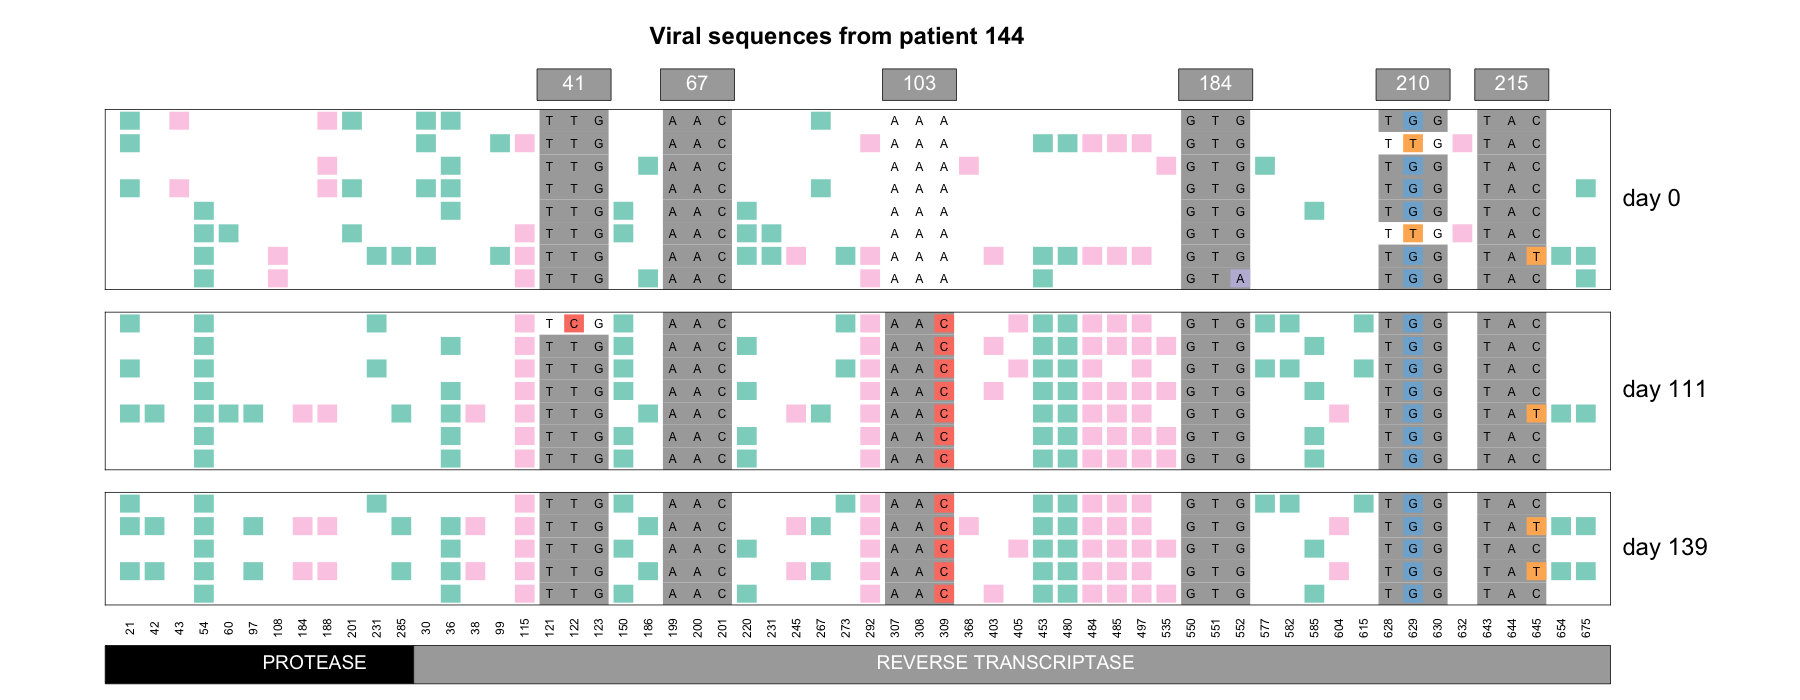 Viral sequences from patient 144
41 67 103 184 210 215
T T G A A C A A A G T G T G G T A C
T T G A A C A A A G T G T T G T A C
T T G A A C A A A G T G T G G T A C
T T G A A C A A A G T G T G G T A C
day 0
T T G A A C A A A G T G T G G T A C
T T G A A C A A A G T G T T G T A C
T T G A A C A A A G T G T G G T A T
T T G A A C A A A G T A T G G T A C
T C G A A C A A C G T G T G G T A C
T T G A A C A A C G T G T G G T A C
T T G A A C A A C G T G T G G T A C
T T G A A C A A C G T G T G G T A C
day 111
T T G A A C A A C G T G T G G T A T
T T G A A C A A C G T G T G G T A C
T T G A A C A A C G T G T G G T A C
T T G A A C A A C G T G T G G T A C
T T G A A C A A C G T G T G G T A T
T T G A A C A A C G T G T G G T A C
day 139
T T G A A C A A C G T G T G G T A T
T T G A A C A A C G T G T G G T A C
21 42 43 54 60 97 108 184 188 201 231 285 30 36 38 99 115 121 122 123 150 186 199 200 201 220 231 245 267 273 292 307 308 309 368 403 405 453 480 484 485 497 535 550 551 552 577 582 585 604 615 628 629 630 632 643 644 645 654 675
PROTEASE REVERSE TRANSCRIPTASE